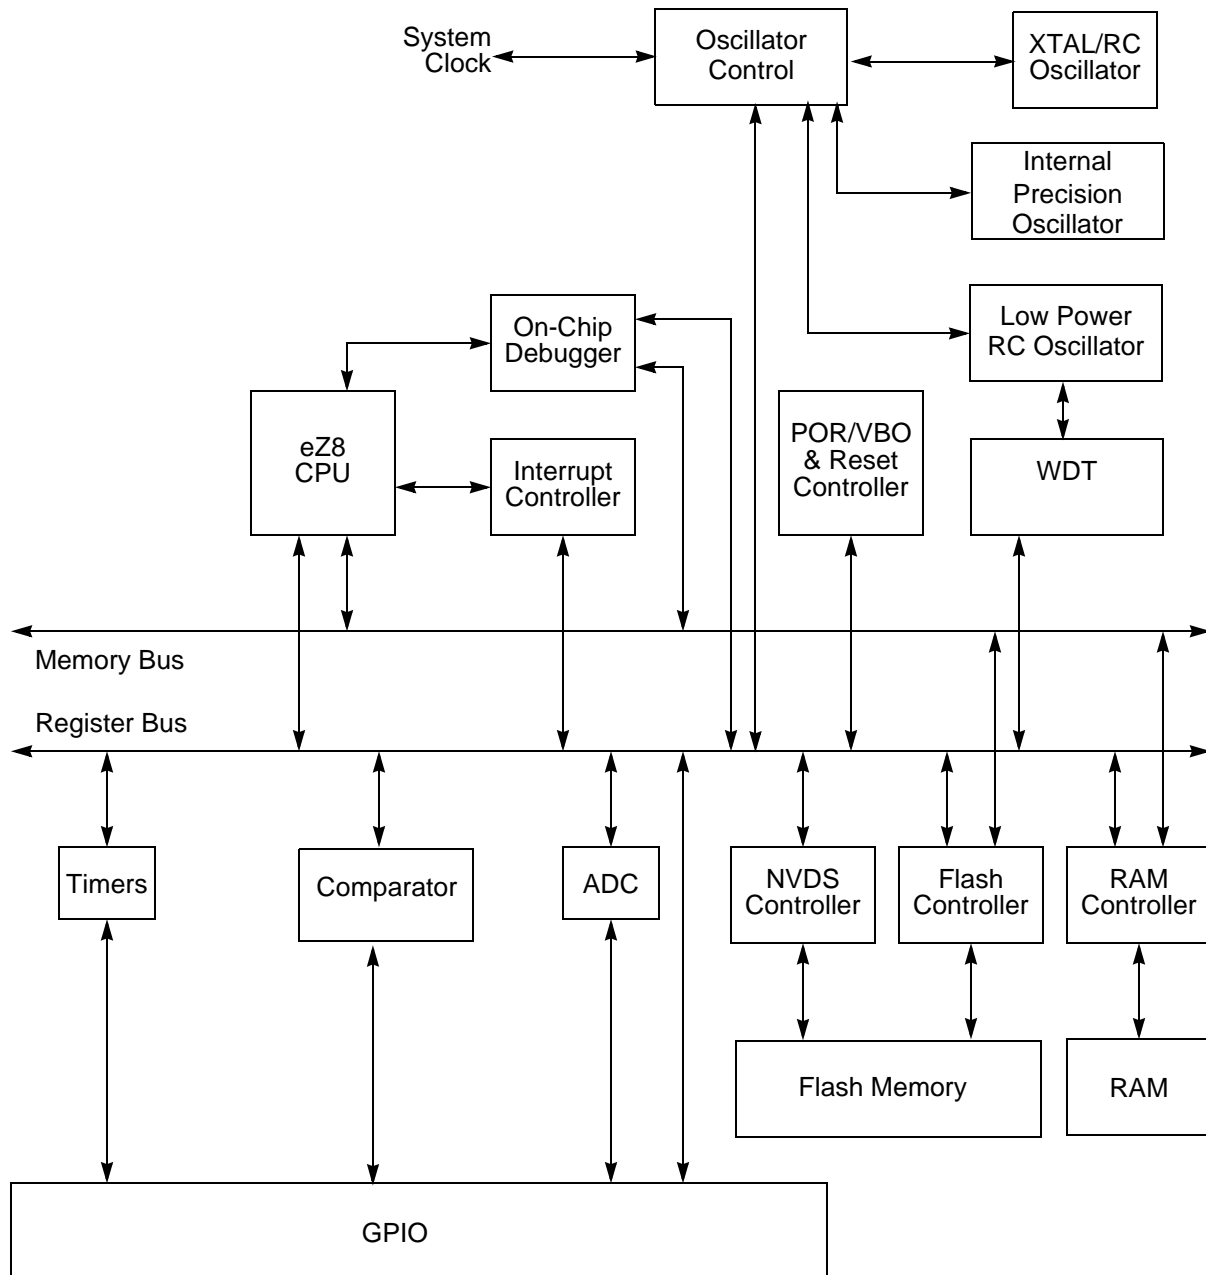 System
Clock
Oscillator
Control
XTAL/RC
Oscillator
Internal
Precision
Oscillator
On-Chip
Debugger
Low Power
RC Oscillator
eZ8
CPU
Interrupt
Controller
POR/VBO
& Reset
Controller
WDT
Memory Bus
Register Bus
Timers
Comparator
ADC
NVDS
Controller
Flash
Controller
RAM
Controller
Flash Memory
RAM
GPIO